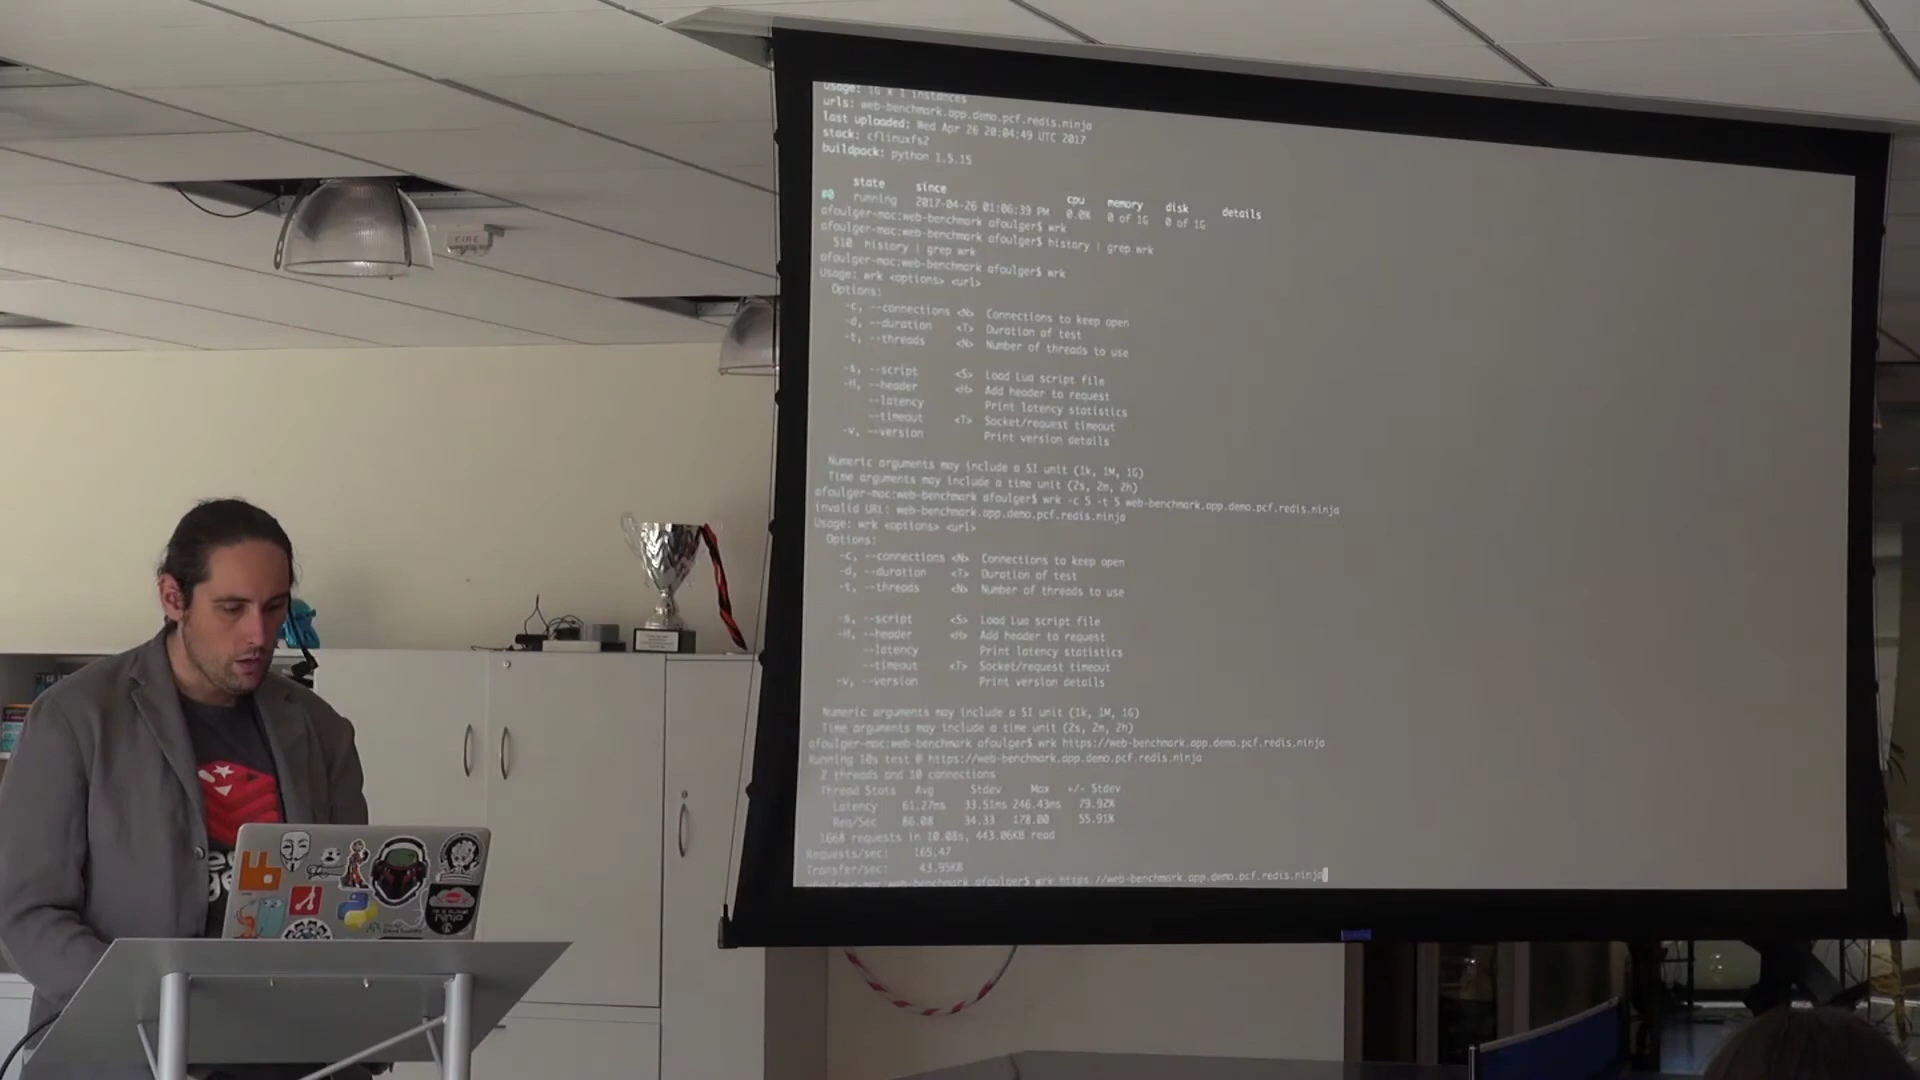 usage: 1G x 1 instances
urls: web-benchmark.app.demo.pcf.redis.ninja
last uploaded: Wed Apr 26 20:04:49 UTC 2017
stack: cflinuxfs2
buildpack: python 1.5.15
state since cpu memory disk details
#0 running 2017-04-26 01:06:39 PM 0.0% 0 of 1G 0 of 1G
afoulger-mac:web-benchmark afoulger$ wrk
afoulger-mac:web-benchmark afoulger$ history | grep wrk
510 history | grep wrk
afoulger-mac:web-benchmark afoulger$ wrk
Usage: wrk <options> <url>
Options:
-c, --connections <N> Connections to keep open
-d, --duration <T> Duration of test
-t, --threads <N> Number of threads to use
-s, --script <S> Load Lua script file
-H, --header <H> Add header to request
--latency Print latency statistics
--timeout <T> Socket/request timeout
-v, --version Print version details
Numeric arguments may include a SI unit (1k, 1M, 1G)
Time arguments may include a time unit (2s, 2m, 2h)
afoulger-mac:web-benchmark afoulger$ wrk -c 5 -t 5 web-benchmark.app.demo.pcf.redis.ninja
invalid URL: web-benchmark.app.demo.pcf.redis.ninja
Usage: wrk <options> <url>
Options:
-c, --connections <N> Connections to keep open
-d, --duration <T> Duration of test
-t, --threads <N> Number of threads to use
-s, --script <S> Load Lua script file
-H, --header <H> Add header to request
--latency Print latency statistics
--timeout <T> Socket/request timeout
-v, --version Print version details
Numeric arguments may include a SI unit (1k, 1M, 1G)
Time arguments may include a time unit (2s, 2m, 2h)
afoulger-mac:web-benchmark afoulger$ wrk https://web-benchmark.app.demo.pcf.redis.ninja
Running 10s test @ https://web-benchmark.app.demo.pcf.redis.ninja
2 threads and 10 connections
Thread Stats Avg Stdev Max +/- Stdev
Latency 61.27ms 33.51ms 246.43ms 79.92%
Req/Sec 86.08 34.33 178.00 55.91%
1668 requests in 10.08s, 443.06KB read
Requests/sec: 165.47
Transfer/sec: 43.95KB
afoulger-mac:web-benchmark afoulger$ wrk https://web-benchmark.app.demo.pcf.redis.ninja
FIRE
ninja